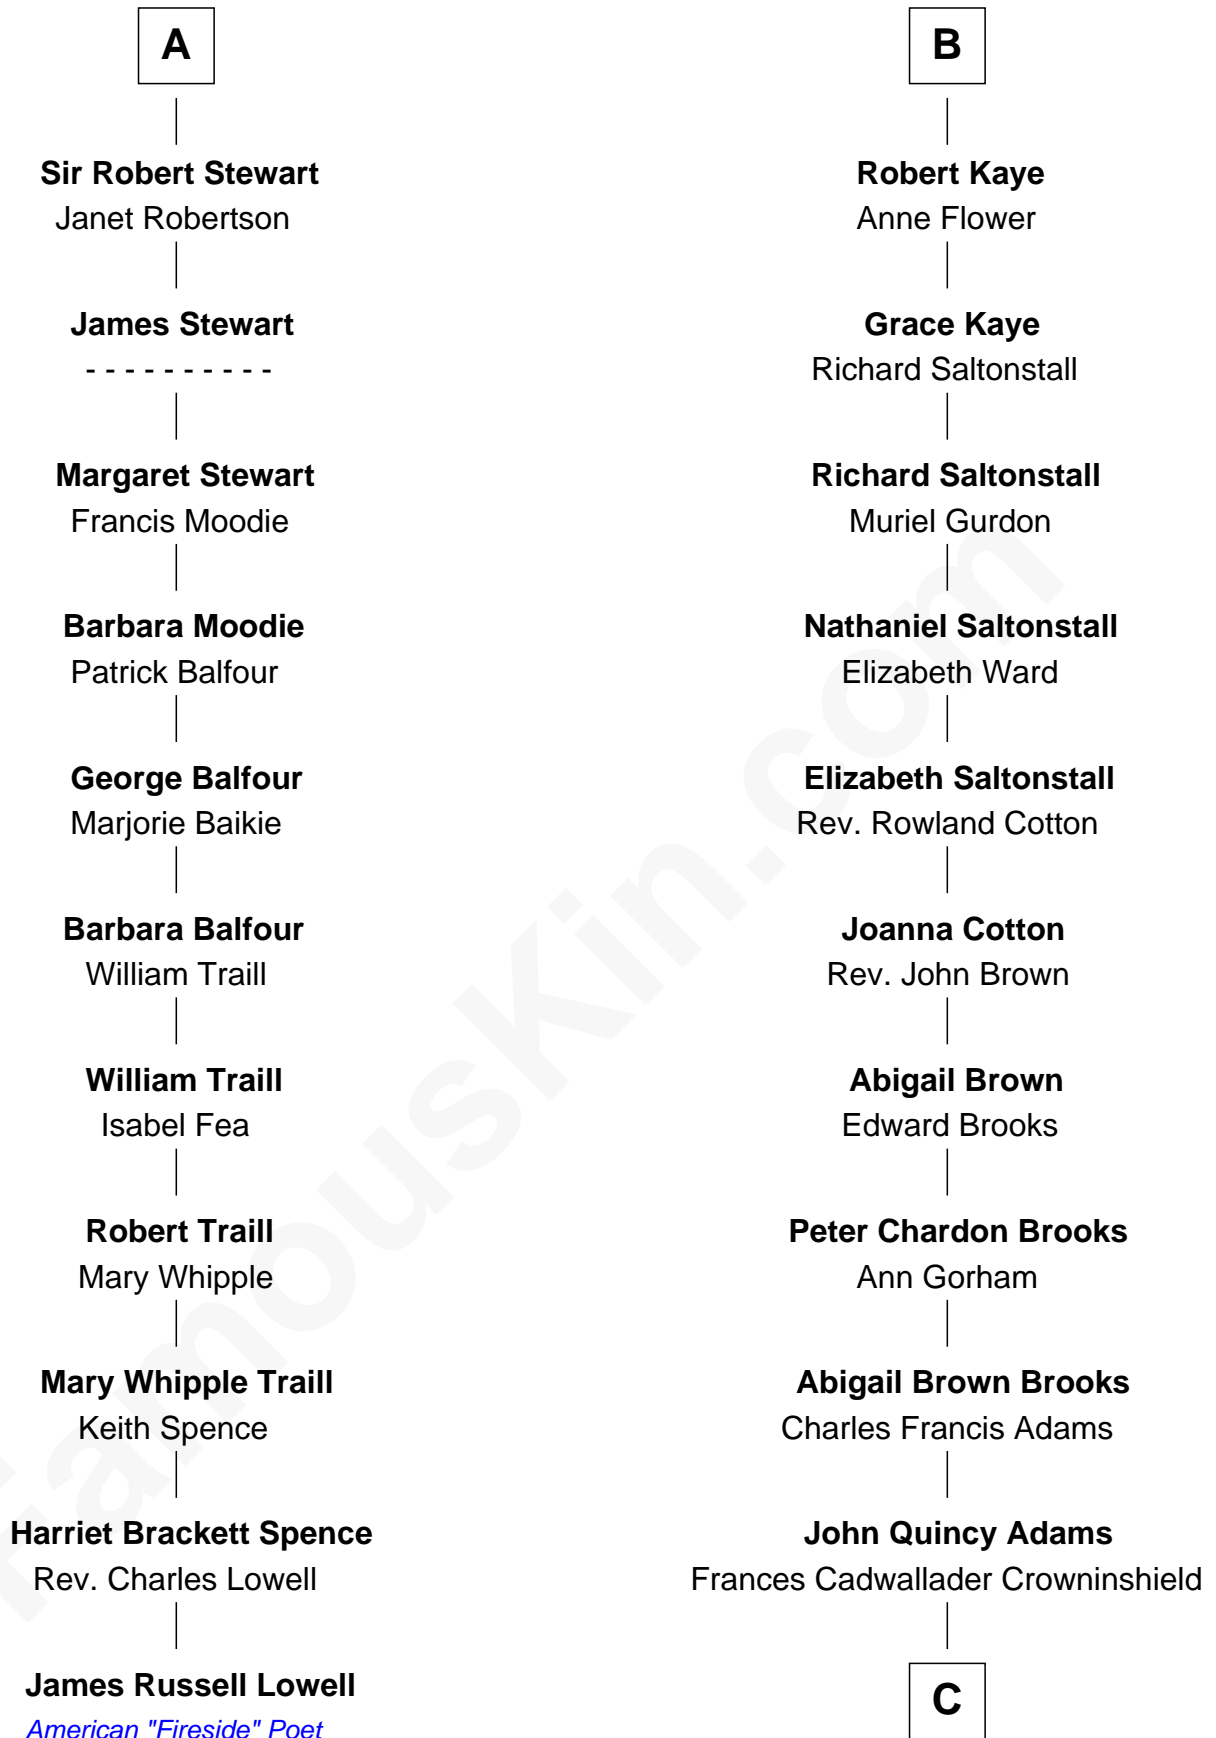 A
Sir Robert Stewart
Janet Robertson
James Stewart
- - - - - - - - - -
Margaret Stewart
Francis Moodie
Barbara Moodie
Patrick Balfour
George Balfour
Marjorie Baikie
Barbara Balfour
William Traill
William Traill
Isabel Fea
Robert Traill
Mary Whipple
Mary Whipple Traill
Keith Spence
Harriet Brackett Spence
Rev. Charles Lowell
James Russell Lowell
American "Fireside" Poet
B
Robert Kaye
Anne Flower
Grace Kaye
Richard Saltonstall
Richard Saltonstall
Muriel Gurdon
Nathaniel Saltonstall
Elizabeth Ward
Elizabeth Saltonstall
Rev. Rowland Cotton
Joanna Cotton
Rev. John Brown
Abigail Brown
Edward Brooks
Peter Chardon Brooks
Ann Gorham
Abigail Brown Brooks
Charles Francis Adams
John Quincy Adams
Frances Cadwallader Crowninshield
C
famouskin.com